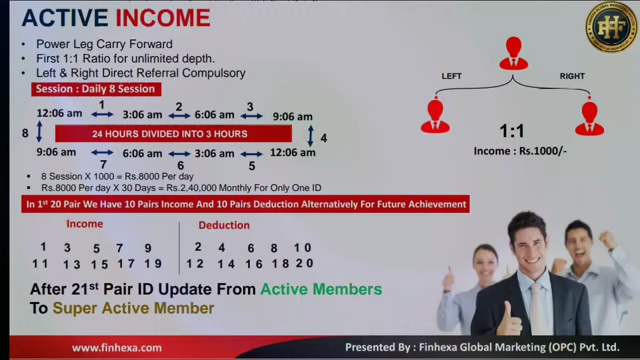 ACTIVE INCOME
• Power Leg Carry Forward
• First 1:1 Ratio for unlimited depth.
• Left & Right Direct Referral Compulsory
Session : Daily 8 Session
12:06 am 1 3:06 am 2 6:06 am 3 9:06 am
8 24 HOURS DIVIDED INTO 3 HOURS 4
9:06 am 7 6:06 am 6 3:06 am 5 12:06 am
• 8 Session X 1000 = Rs.8000 Per day
• Rs.8000 Per day X 30 Days = Rs.2,40,000 Monthly For Only One ID
LEFT RIGHT
1:1
Income : Rs.1000/-
In 1st 20 Pair We Have 10 Pairs Income And 10 Pairs Deduction Alternatively For Future Achievement
Income
1 3 5 7 9
11 13 15 17 19
Deduction
2 4 6 8 10
12 14 16 18 20
After 21st Pair ID Update From Active Members
To Super Active Member
www.finhexa.com
Presented By : Finhexa Global Marketing (OPC) Pvt. Ltd.